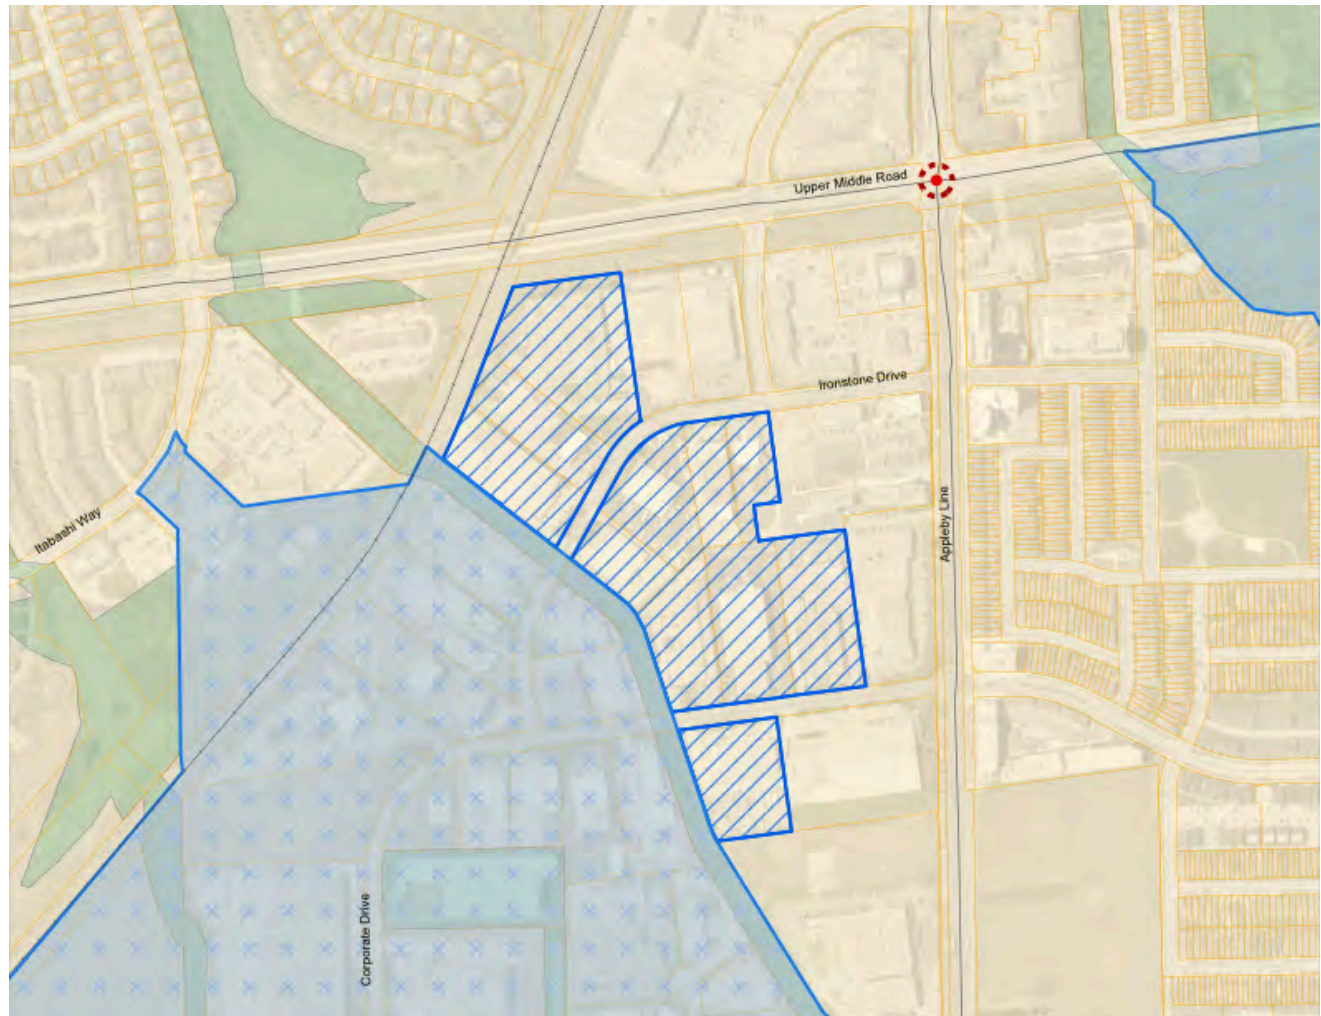 Upper Middle Road
Ironstone Drive
Itabashi Way
Appleby Line
Corporate Drive